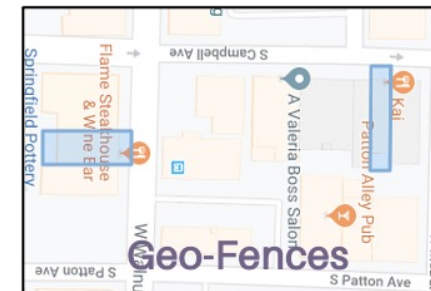 S Campbell Ave
Springfield Pottery
Flame Steakhouse
& Wine Bar
A Valeria Boss Salon
Kai
Patton Alley Pub
W Walnu
Geo-Fences
S Patton Ave
S Patton Ave